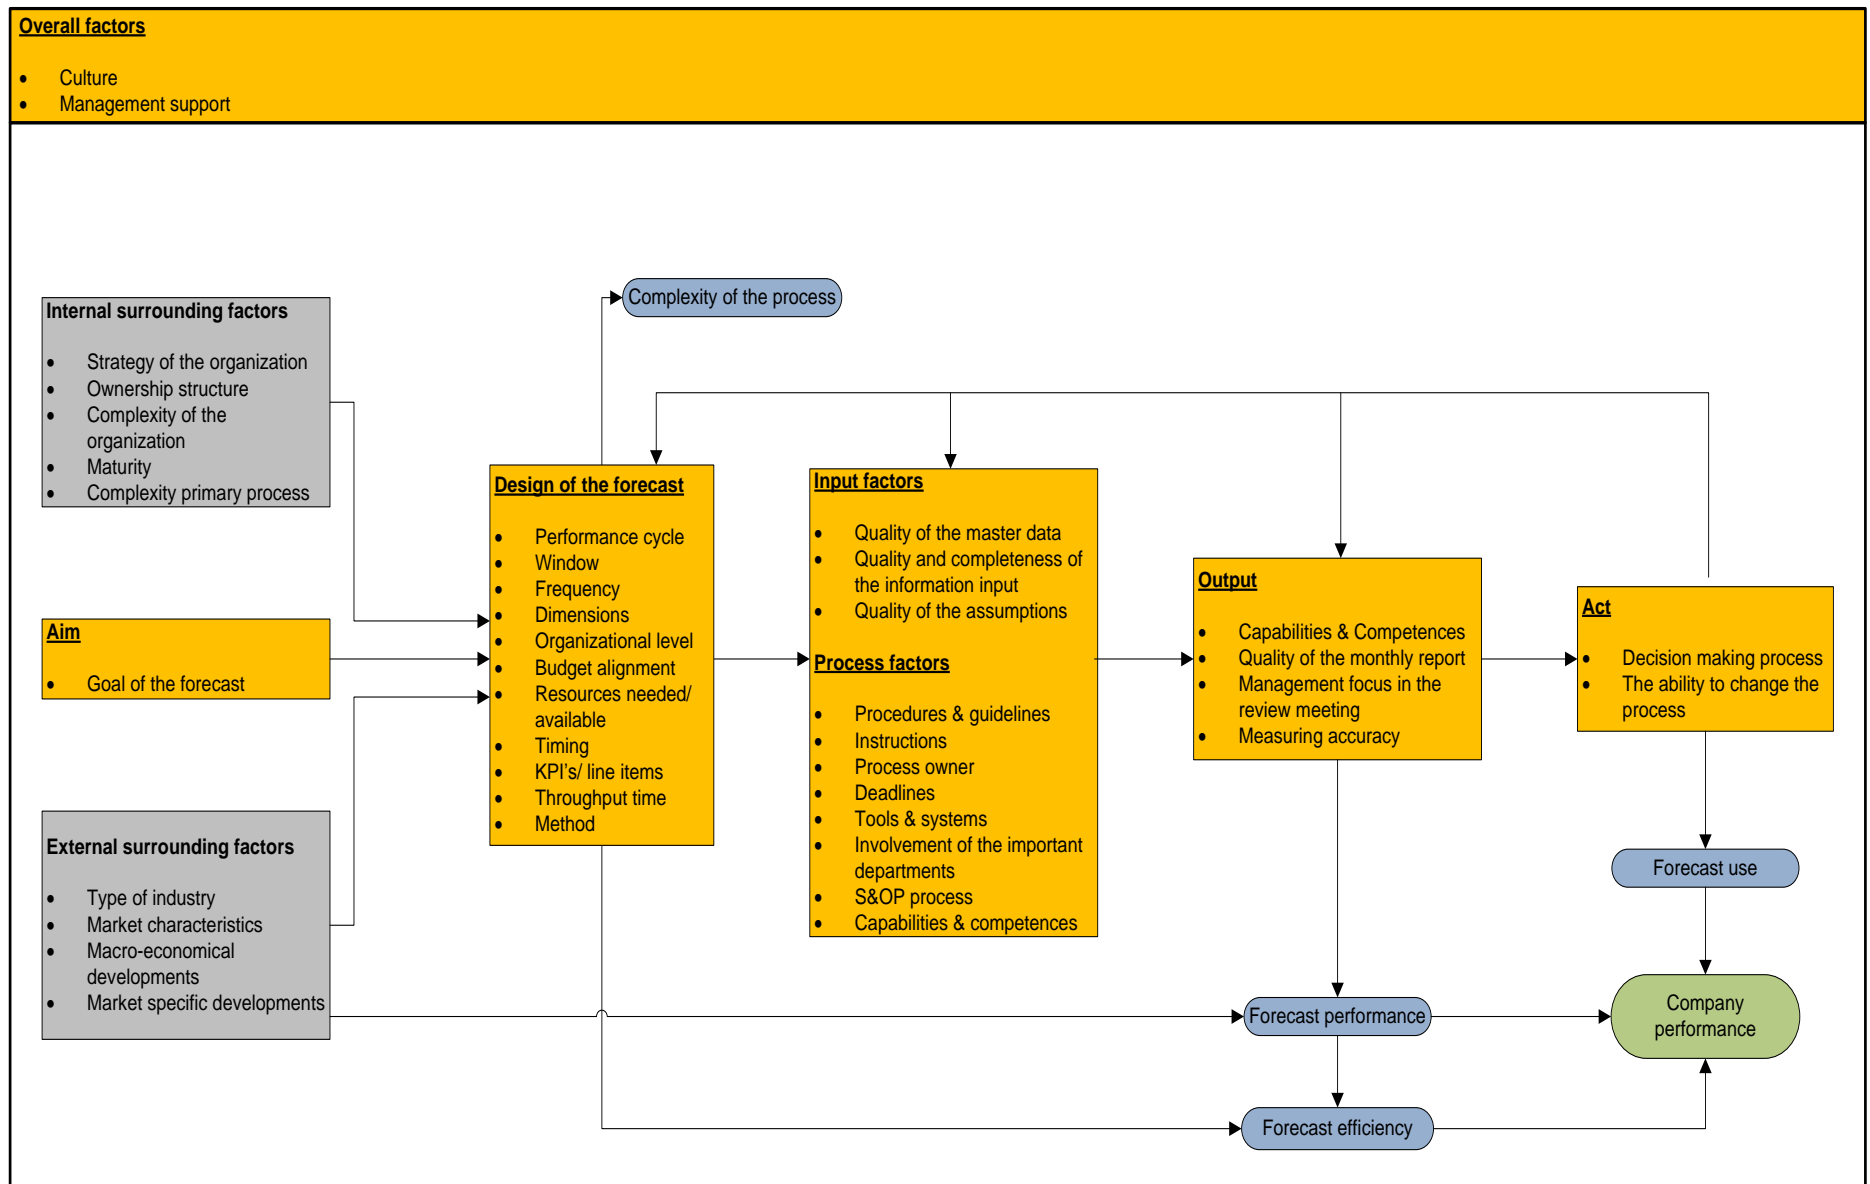 Overall factors
• Culture
• Management support
Complexity of the process
Internal surrounding factors
• Strategy of the organization
• Ownership structure
• Complexity of the
organization
• Maturity
• Complexity primary process
Aim
• Goal of the forecast
External surrounding factors
• Type of industry
• Market characteristics
• Macro-economical
developments
• Market specific developments
Design of the forecast
• Performance cycle
• Window
• Frequency
• Dimensions
• Organizational level
• Budget alignment
• Resources needed/
available
• Timing
• KPI's/ line items
• Throughput time
• Method
Input factors
• Quality of the master data
• Quality and completeness of
the information input
• Quality of the assumptions
Process factors
• Procedures & guidelines
• Instructions
• Process owner
• Deadlines
• Tools & systems
• Involvement of the important
departments
• S&OP process
• Capabilities & competences
Output
• Capabilities & Competences
• Quality of the monthly report
• Management focus in the
review meeting
• Measuring accuracy
Act
• Decision making process
• The ability to change the
process
Forecast use
Forecast performance
Company
performance
Forecast efficiency